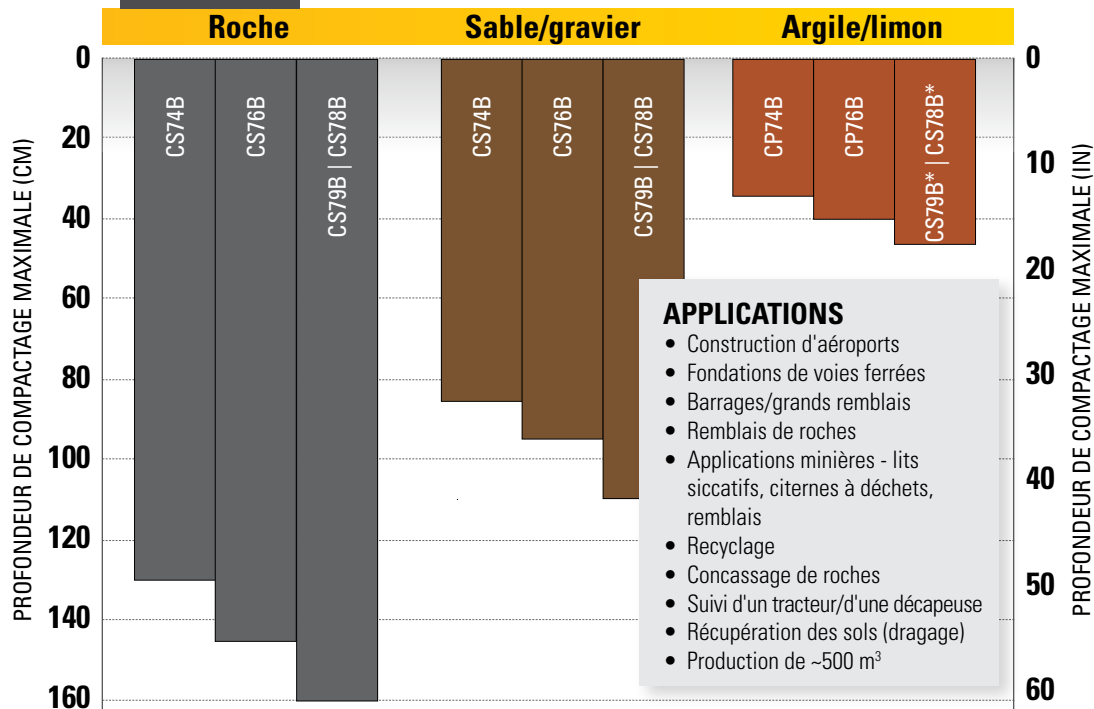 Roche
Sable/gravier
Argile/limon
PROFONDEUR DE COMPACTAGE MAXIMALE (CM)
0
20
40
60
80
100
120
140
160
CS74B
CS76B
CS79B | CS78B
CS74B
CS76B
CS79B | CS78B
CP74B
CP76B
CS79B* | CS78B*
0
10
20
30
40
50
60
PROFONDEUR DE COMPACTAGE MAXIMALE (IN)
APPLICATIONS
• Construction d'aéroports
• Fondations de voies ferrées
• Barrages/grands remblais
• Remblais de roches
• Applications minières - lits
siccatifs, citernes à déchets,
remblais
• Recyclage
• Concassage de roches
• Suivi d'un tracteur/d'une décapeuse
• Récupération des sols (dragage)
• Production de ~500 m³